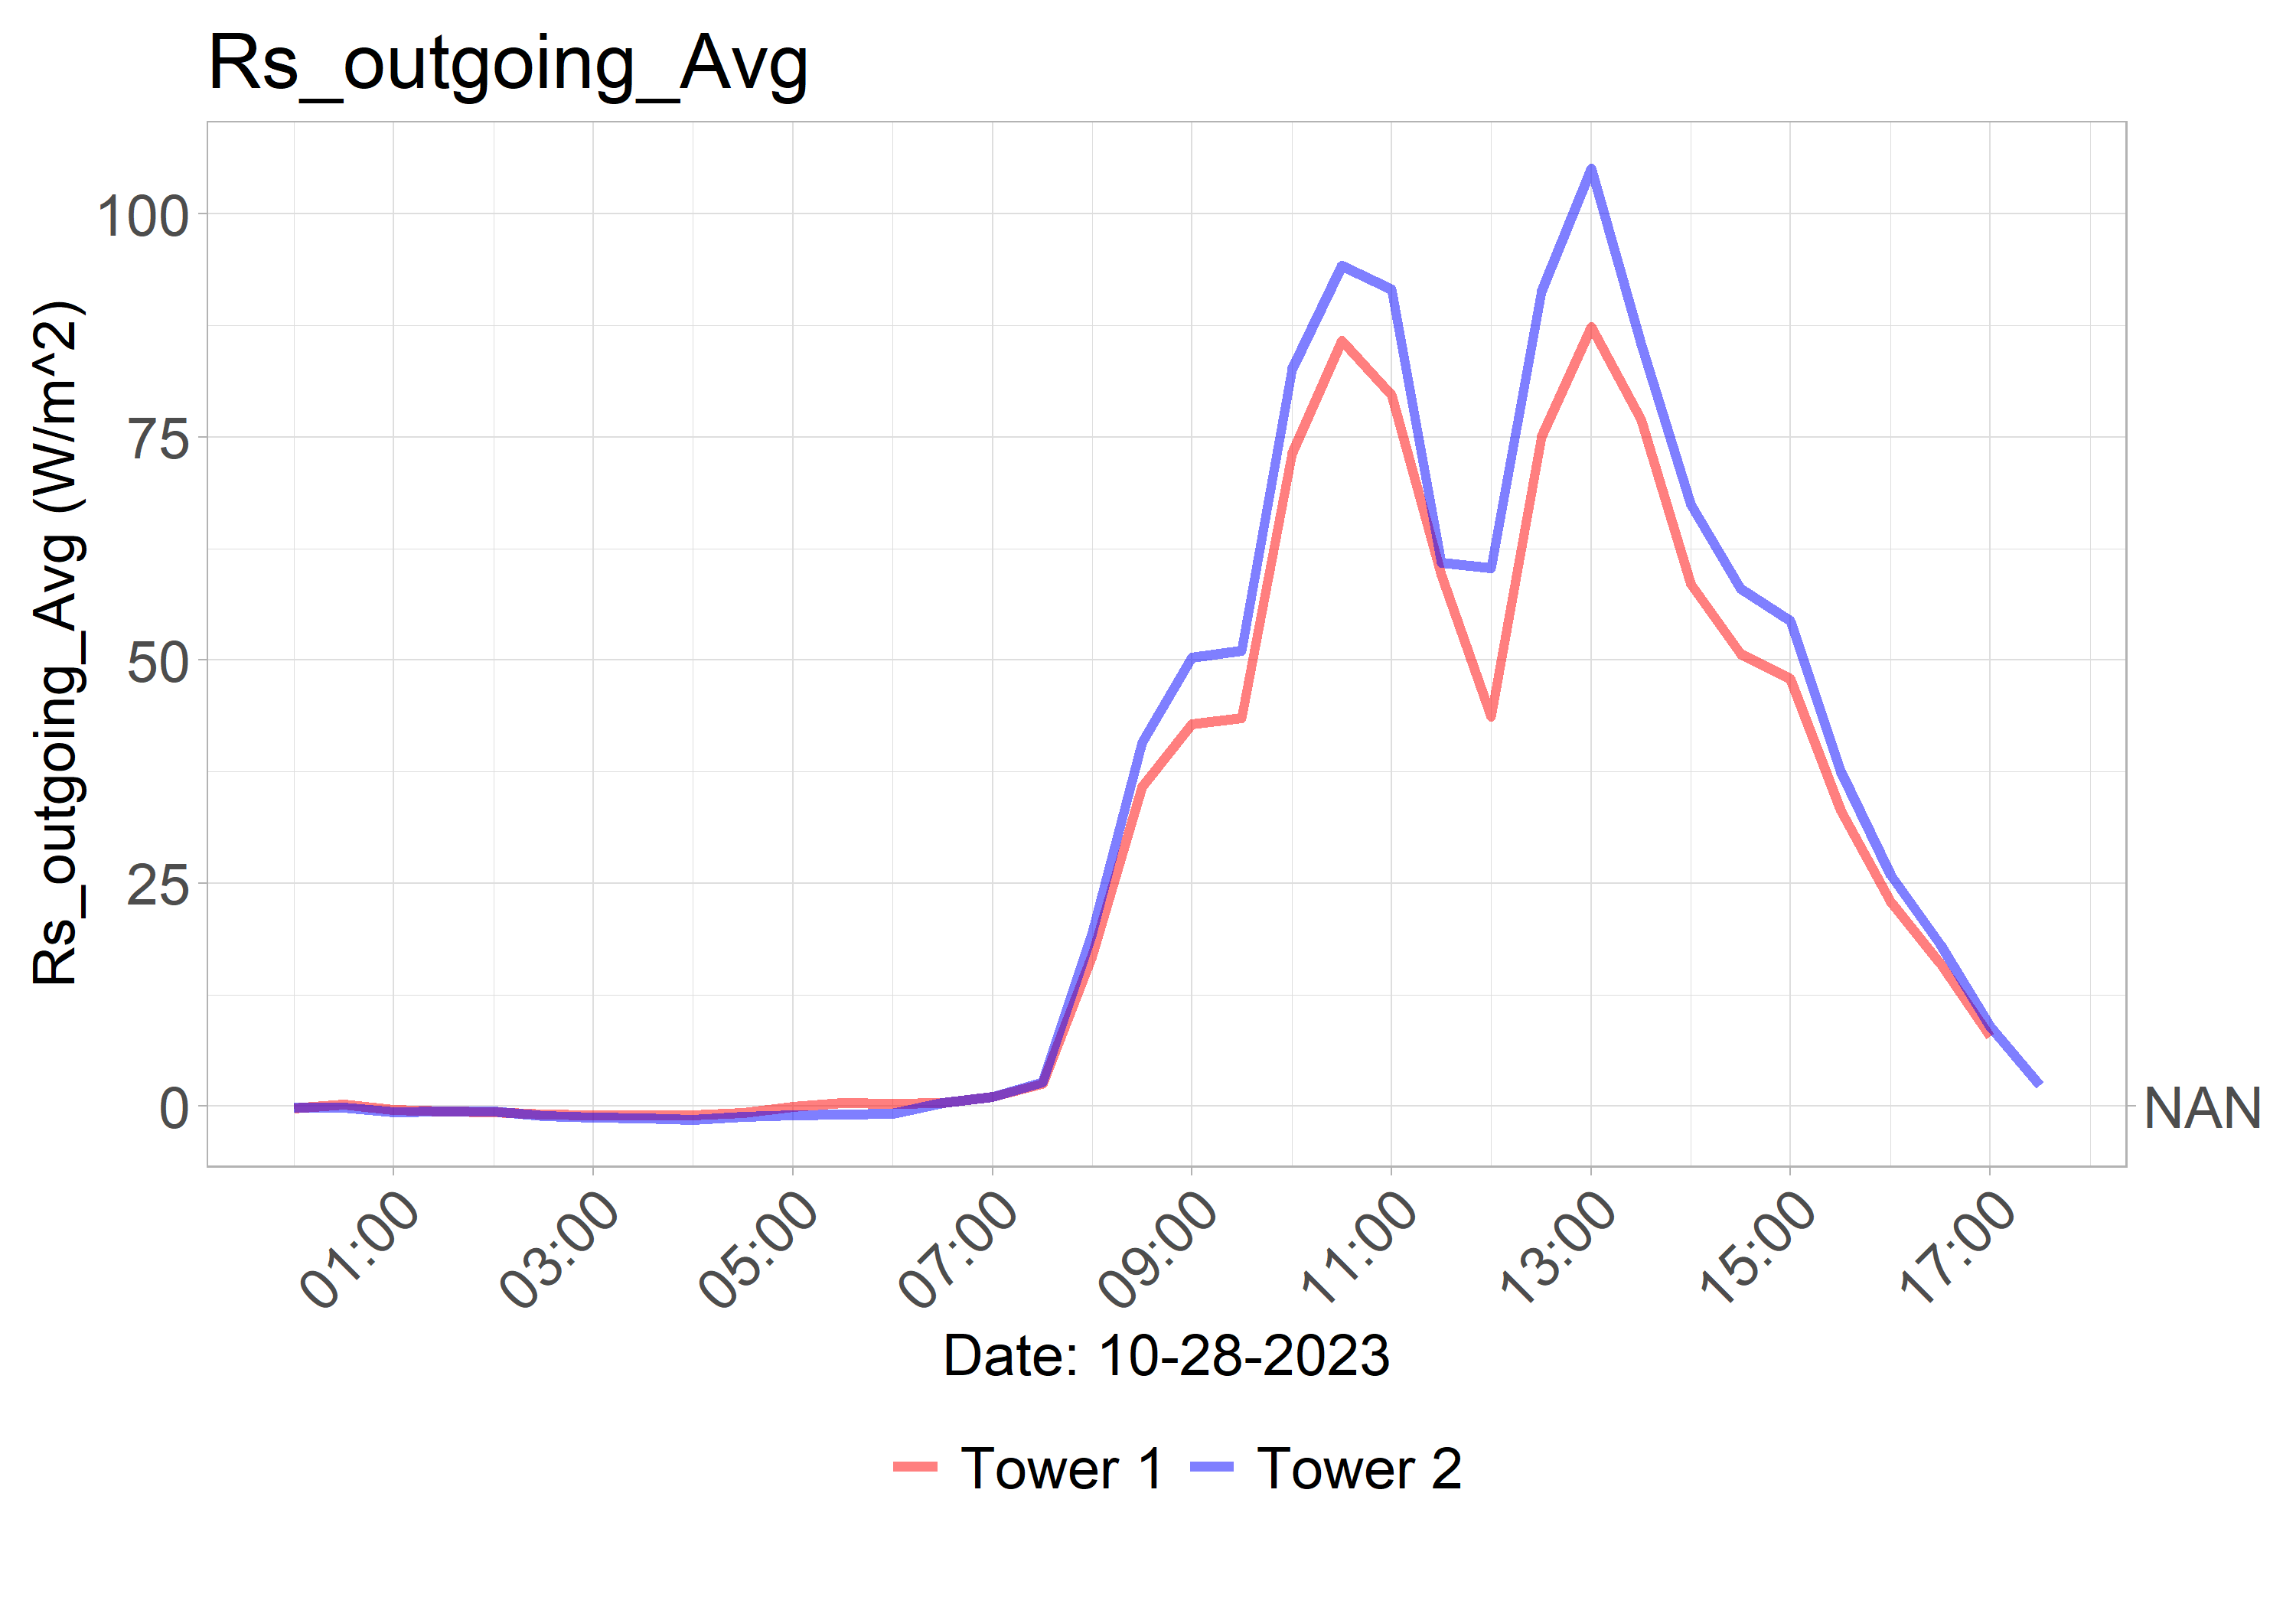 Rs_outgoing_Avg
Rs_outgoing_Avg (W/m^2)
100
75
50
25
0
NAN
01:00 03:00 05:00 07:00 09:00 11:00 13:00 15:00 17:00
Date: 10-28-2023
Tower 1 Tower 2